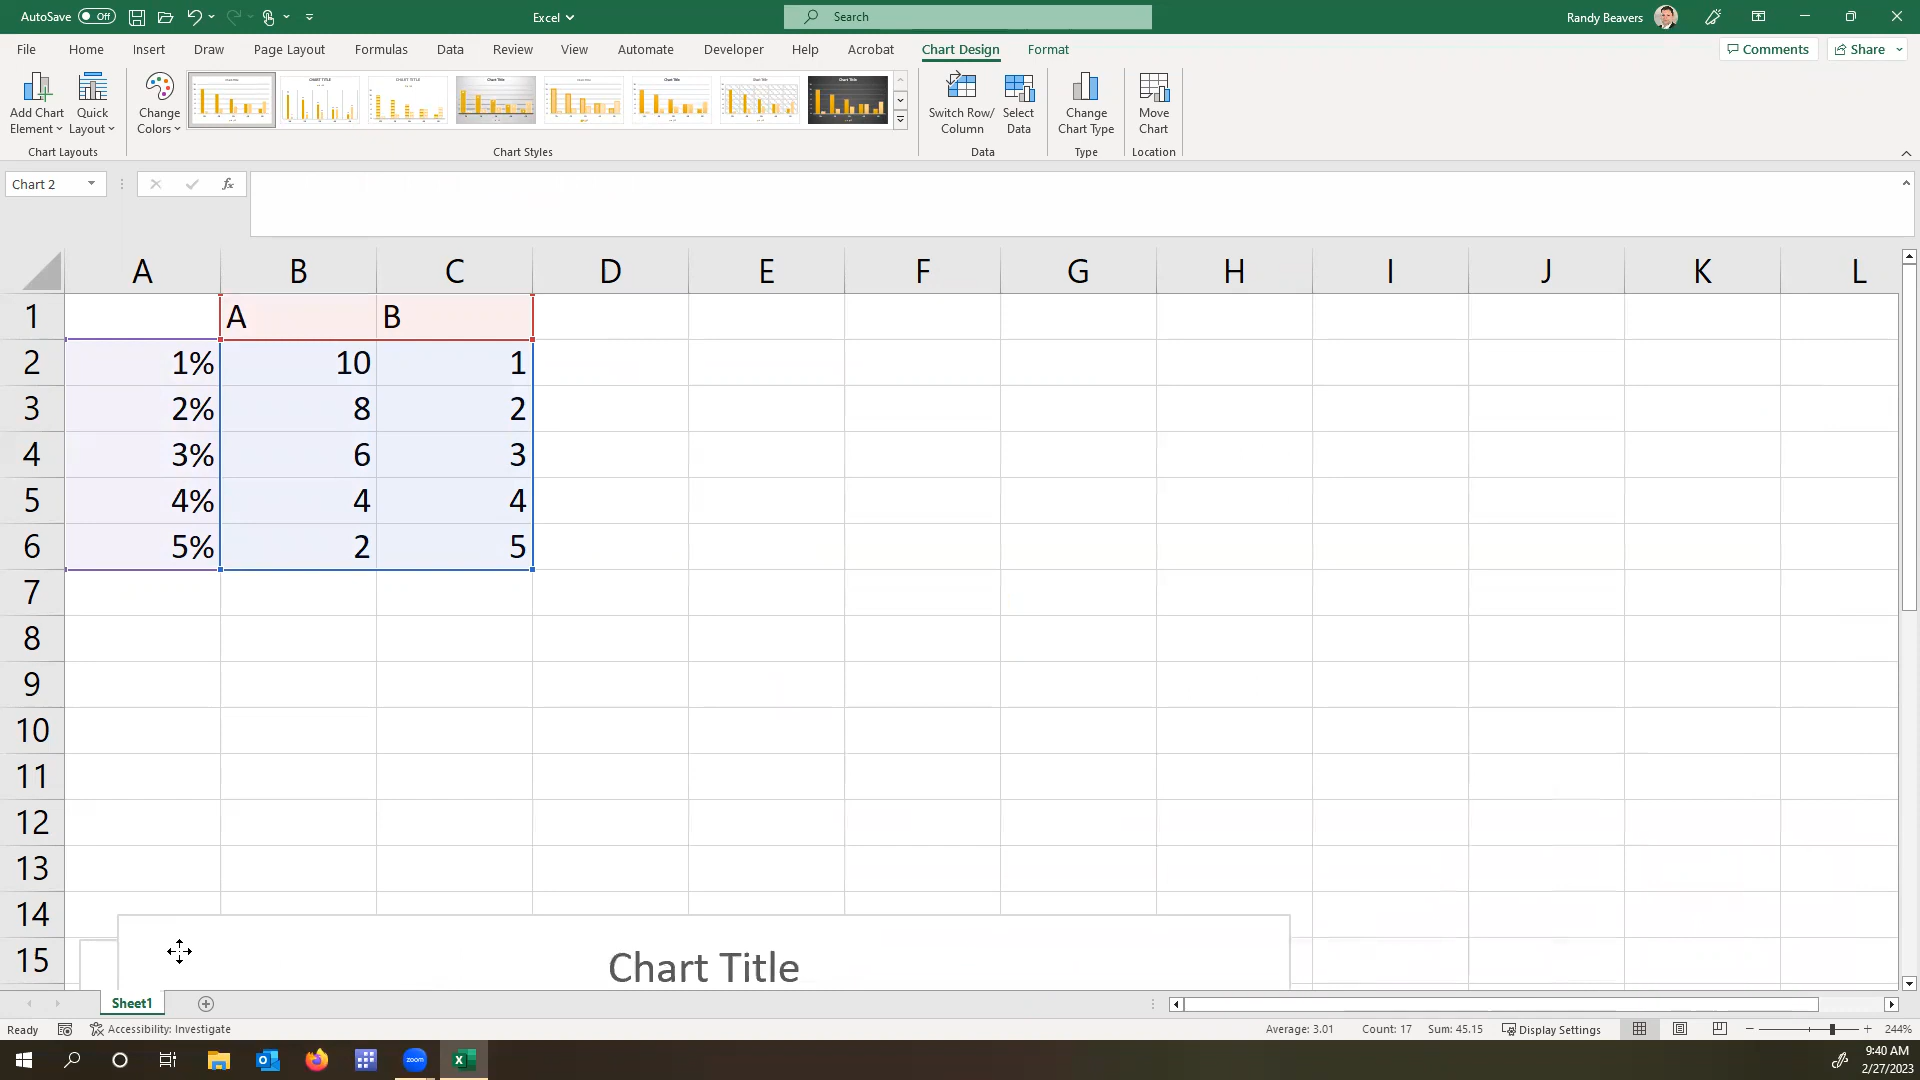 AutoSave Off
Excel
Search
Randy Beavers
File Home Insert Draw Page Layout Formulas Data Review View Automate Developer Help Acrobat Chart Design Format Comments Share
Add Chart Element
Quick Layout
Change Colors
Switch Row/ Column
Select Data
Change Chart Type
Move Chart
Chart Layouts Chart Styles Data Type Location
Chart 2 fx
A B C D E F G H I J K L
1 A B
2 1% 10 1
3 2% 8 2
4 3% 6 3
5 4% 4 4
6 5% 2 5
7
8
9
10
11
12
13
14
15
Chart Title
Sheet1
Ready Accessibility: Investigate Average: 3.01 Count: 17 Sum: 45.15 Display Settings 244%
zoom
9:40 AM
2/27/2023